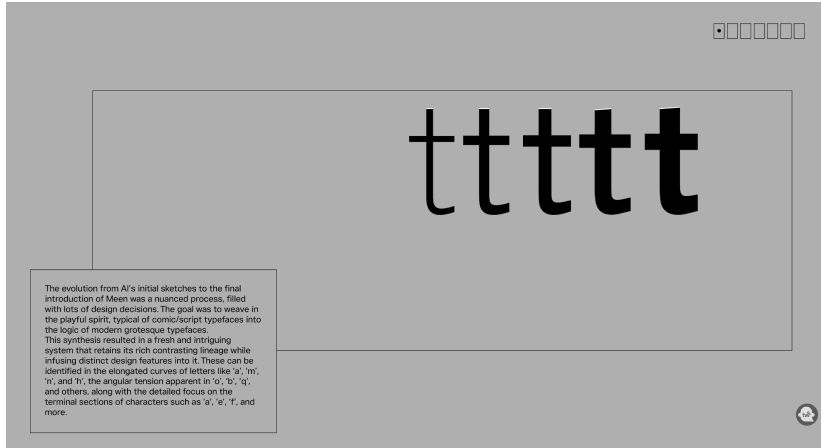 t t t t t
The evolution from Al's initial sketches to the final
introduction of Meen was a nuanced process, filled
with lots of design decisions. The goal was to weave in
the playful spirit, typical of comic/script typefaces into
the logic of modern grotesque typefaces.
This synthesis resulted in a fresh and intriguing
system that retains its rich contrasting lineage while
infusing distinct design features into it. These can be
identified in the elongated curves of letters like 'a', 'm',
'n', and 'h', the angular tension apparent in 'o', 'b', 'q',
and others, along with the detailed focus on the
terminal sections of characters such as 'a', 'e', 'f', and
more.